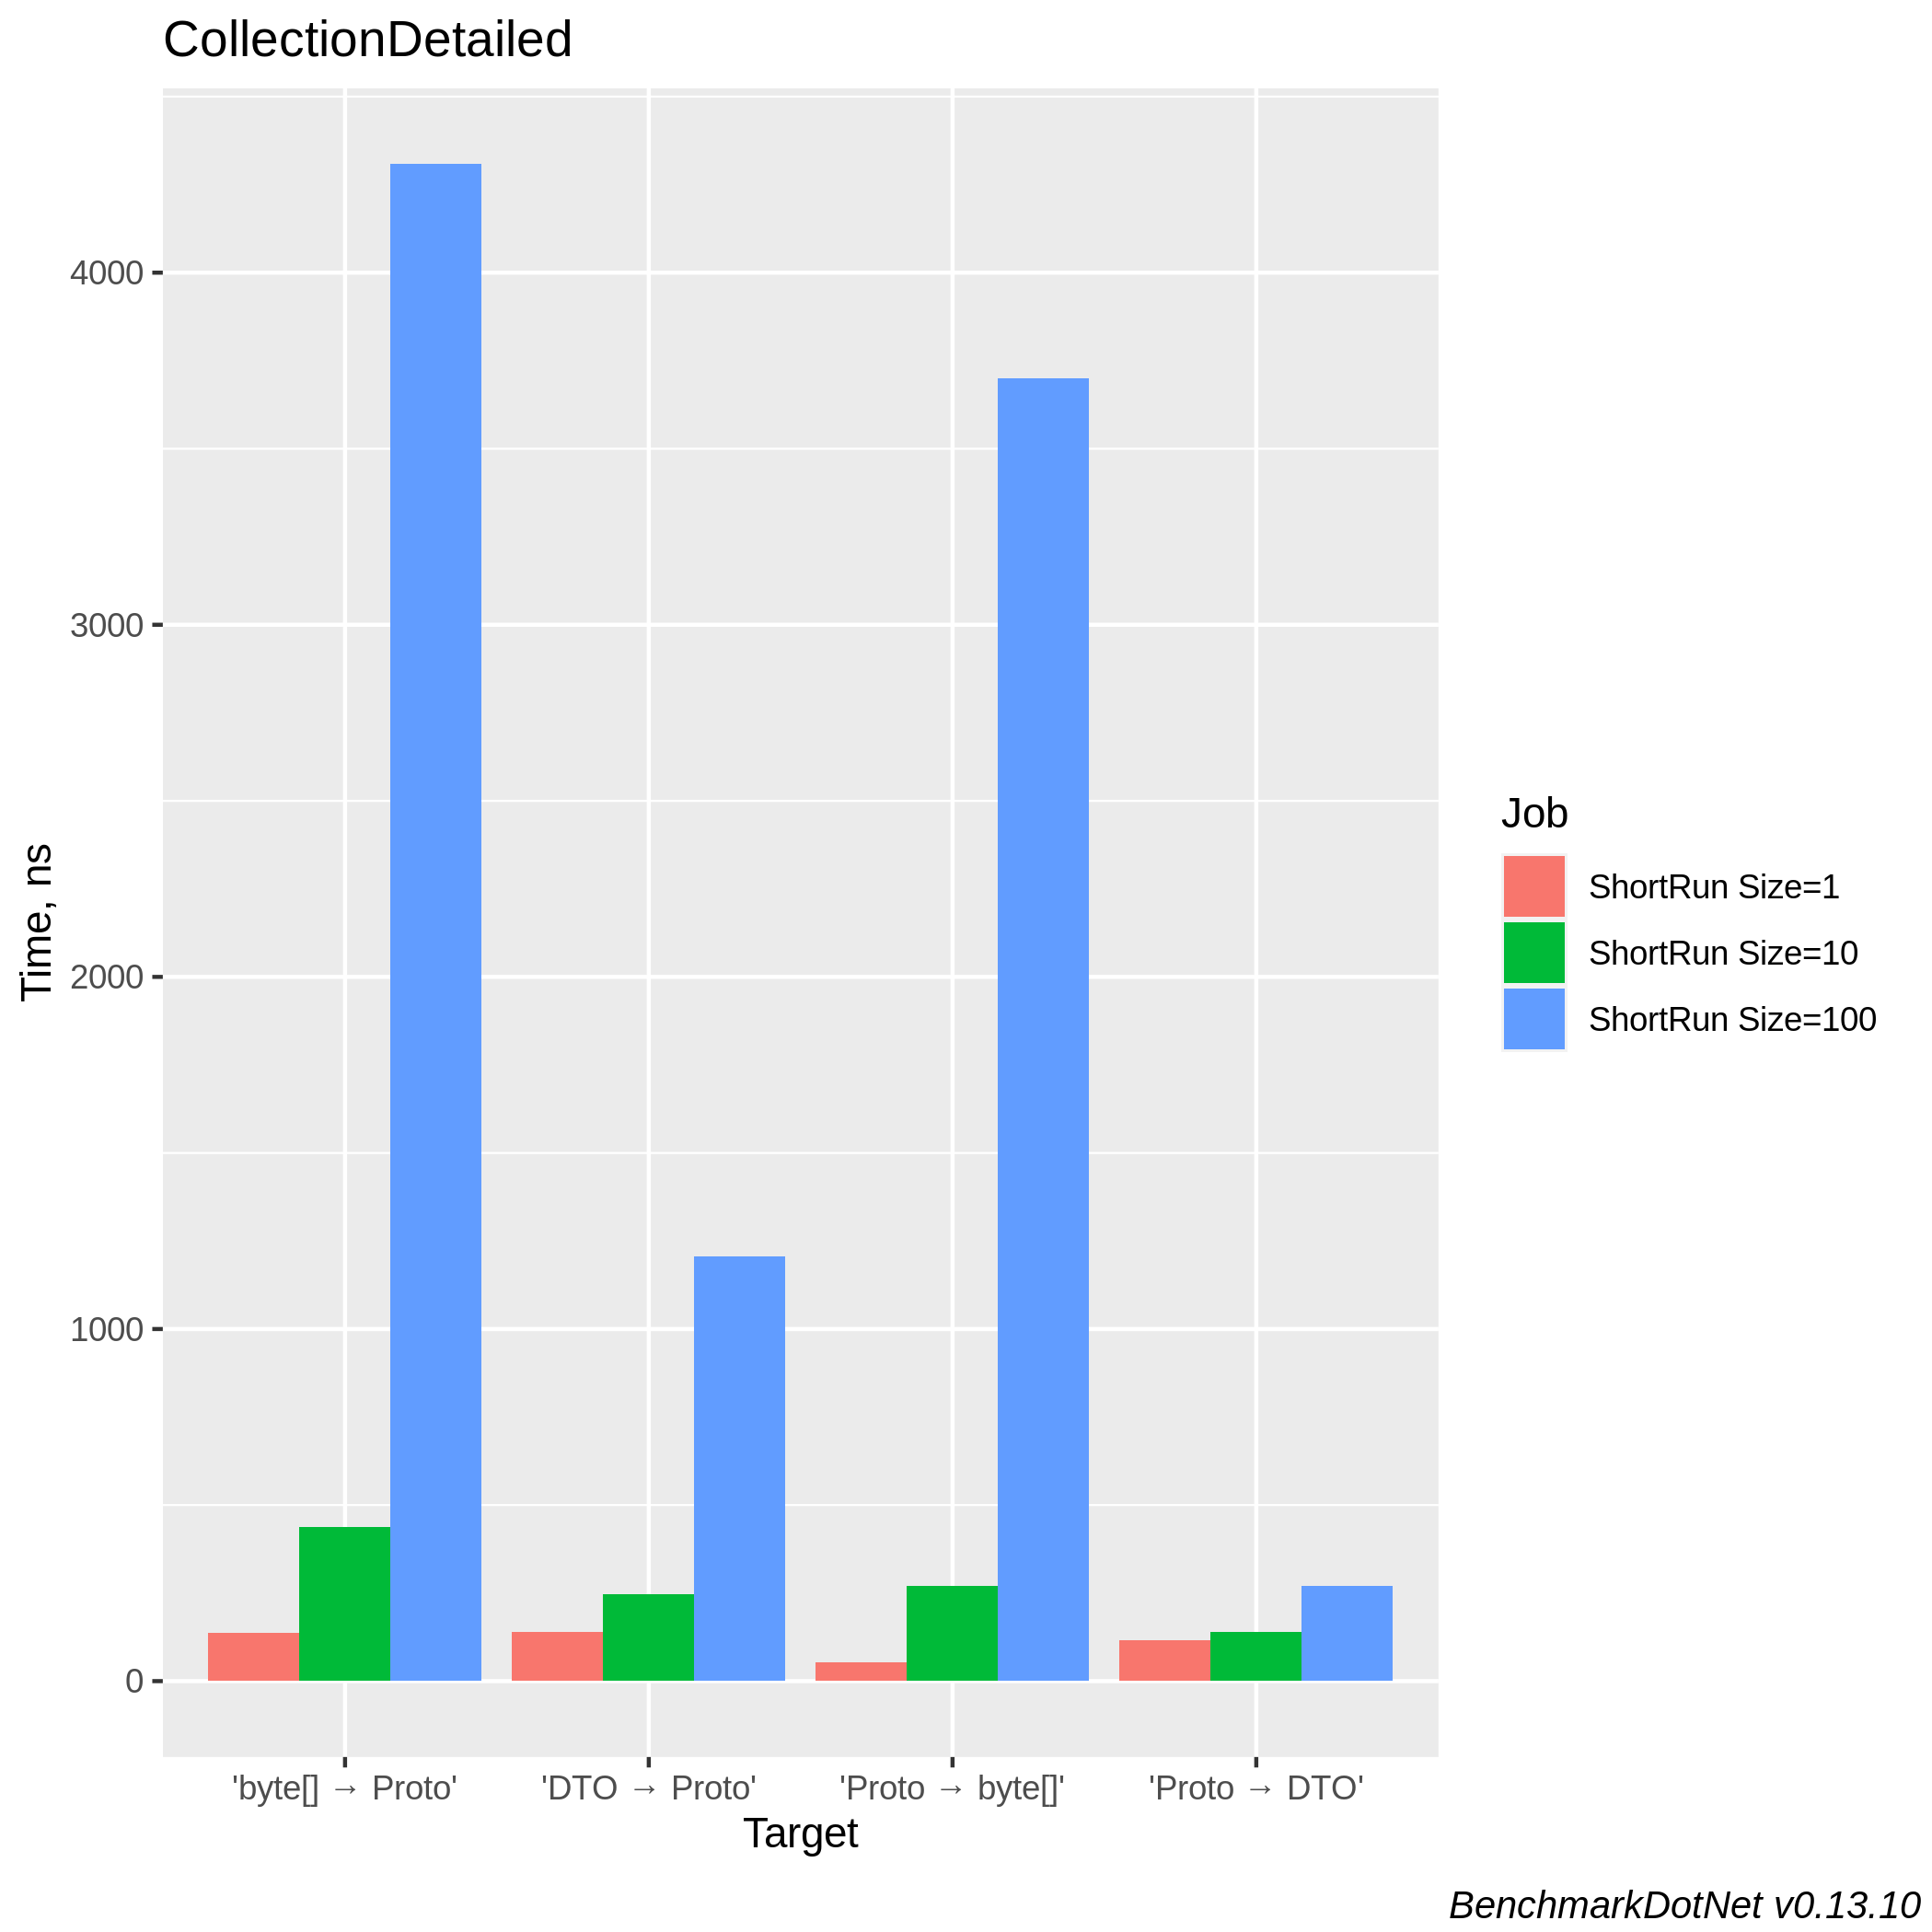 CollectionDetailed
4000
3000
2000
1000
0
Time, ns
'byte[] → Proto'
'DTO → Proto'
'Proto → byte[]'
'Proto → DTO'
Target
Job
ShortRun Size=1
ShortRun Size=10
ShortRun Size=100
BenchmarkDotNet v0.13.10